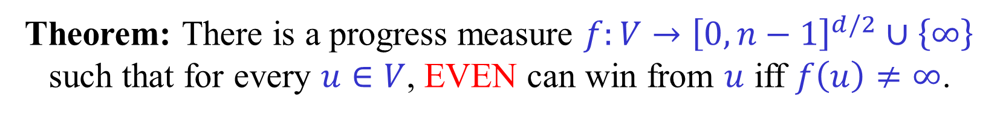 Theorem: There is a progress measure f: V → [0, n − 1]^{d/2} ∪ {∞}
such that for every u ∈ V, EVEN can win from u iff f(u) ≠ ∞.